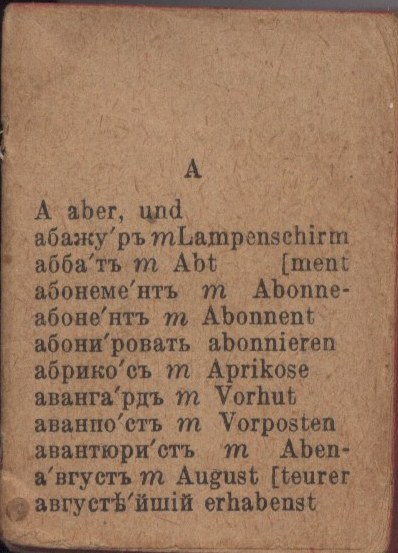 А
А aber, und
абажу′ръ m Lampenschirm
абба′тъ m Abt [ment
абонеме′нтъ m Abonne-
абоне′нтъ m Abonnent
абони′ровать abonnieren
абрико′съ m Aprikose
аванга′рдъ m Vorhut
аванпо′стъ m Vorposten
авантюри′стъ m Aben-
а′вгустъ m August [teurer
августѣ′йшій erhabenst